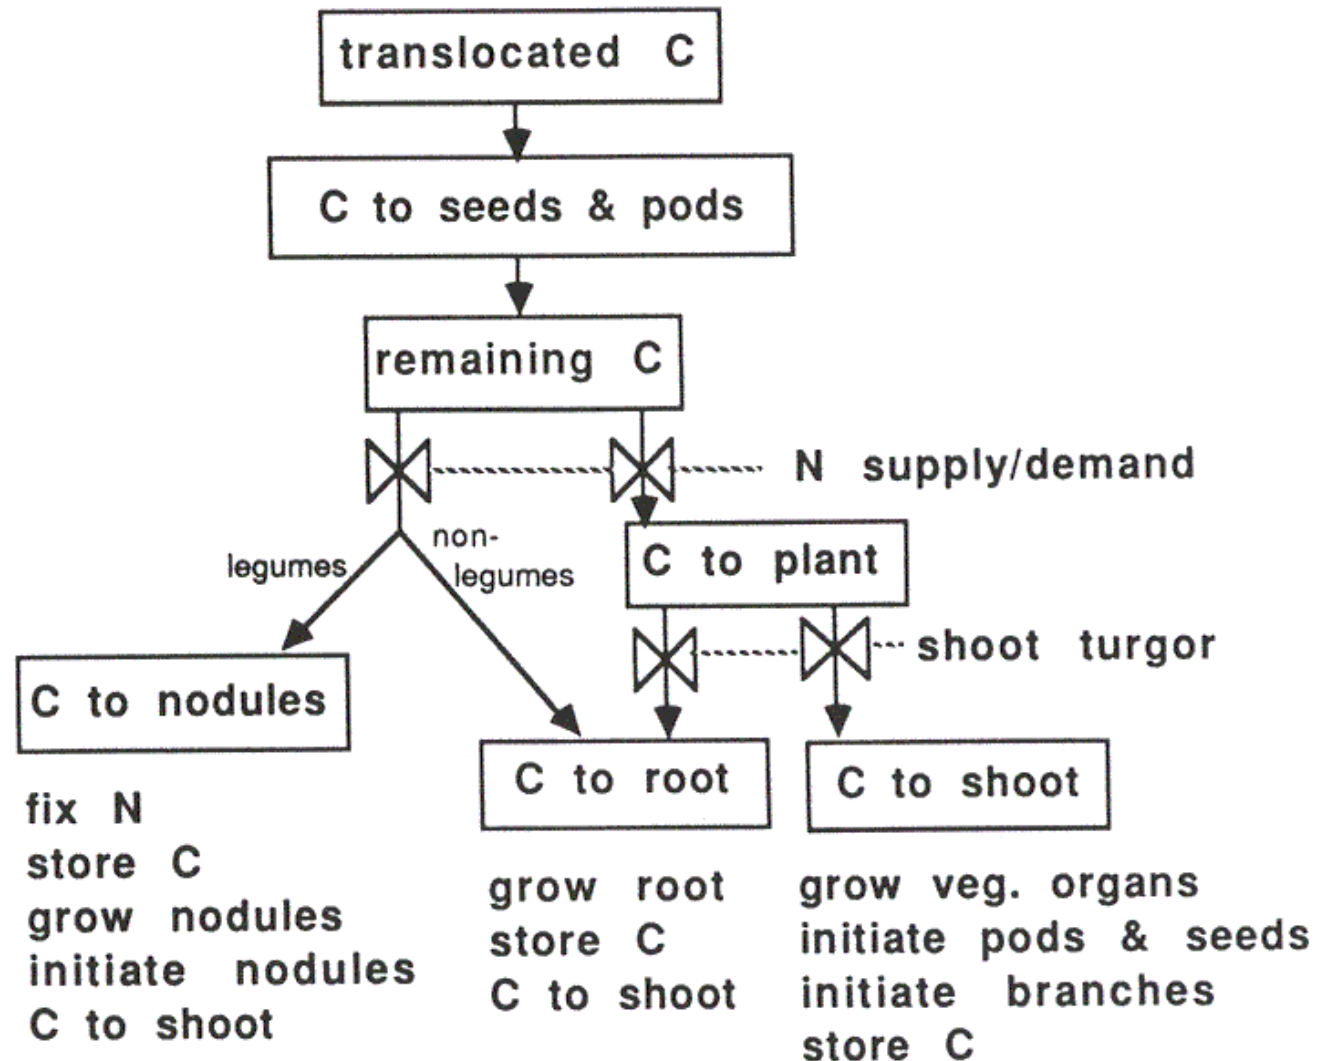 translocated C
C to seeds & pods
remaining C
N supply/demand
legumes
non-
legumes
C to plant
shoot turgor
C to nodules
C to root
C to shoot
fix N
store C
grow nodules
initiate nodules
C to shoot
grow root
store C
C to shoot
grow veg. organs
initiate pods & seeds
initiate branches
store C